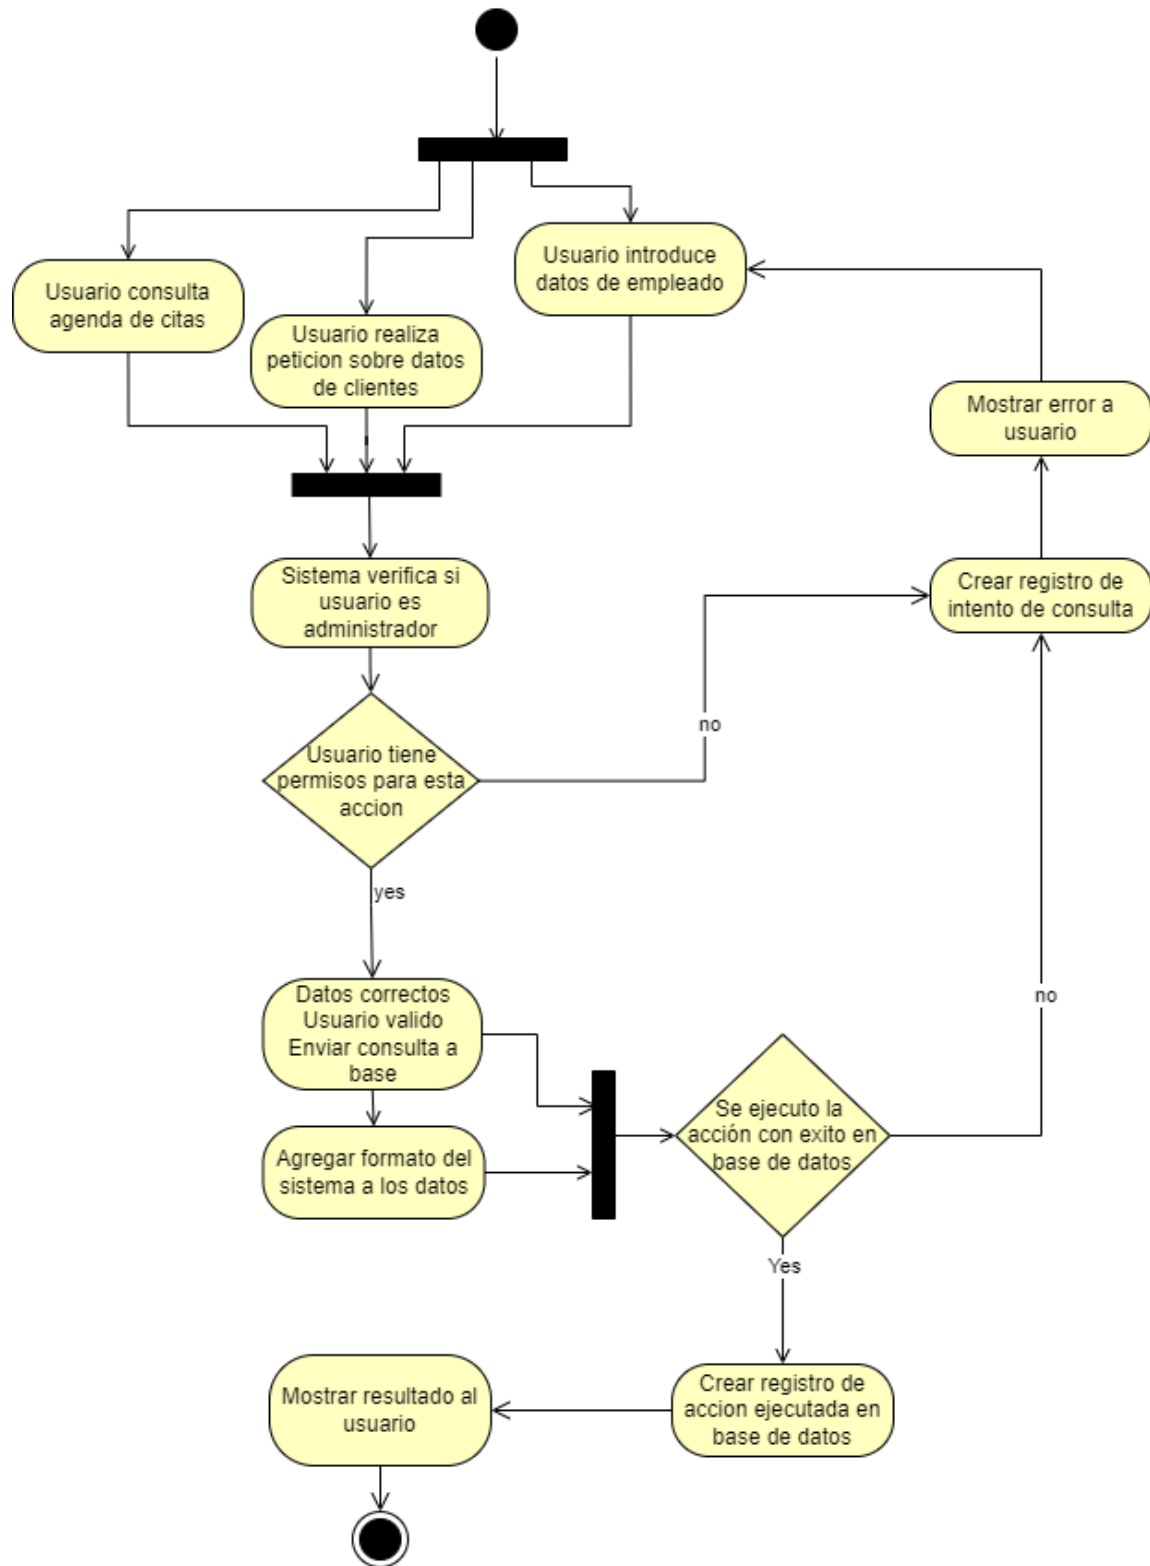 Usuario introduce
datos de empleado
Usuario consulta
agenda de citas
Usuario realiza
peticion sobre datos
de clientes
Mostrar error a
usuario
Sistema verifica si
usuario es
administrador
Crear registro de
intento de consulta
no
Usuario tiene
permisos para esta
accion
yes
Datos correctos
Usuario valido
Enviar consulta a
base
no
Agregar formato del
sistema a los datos
Se ejecuto la
acción con exito en
base de datos
Yes
Mostrar resultado al
usuario
Crear registro de
accion ejecutada en
base de datos